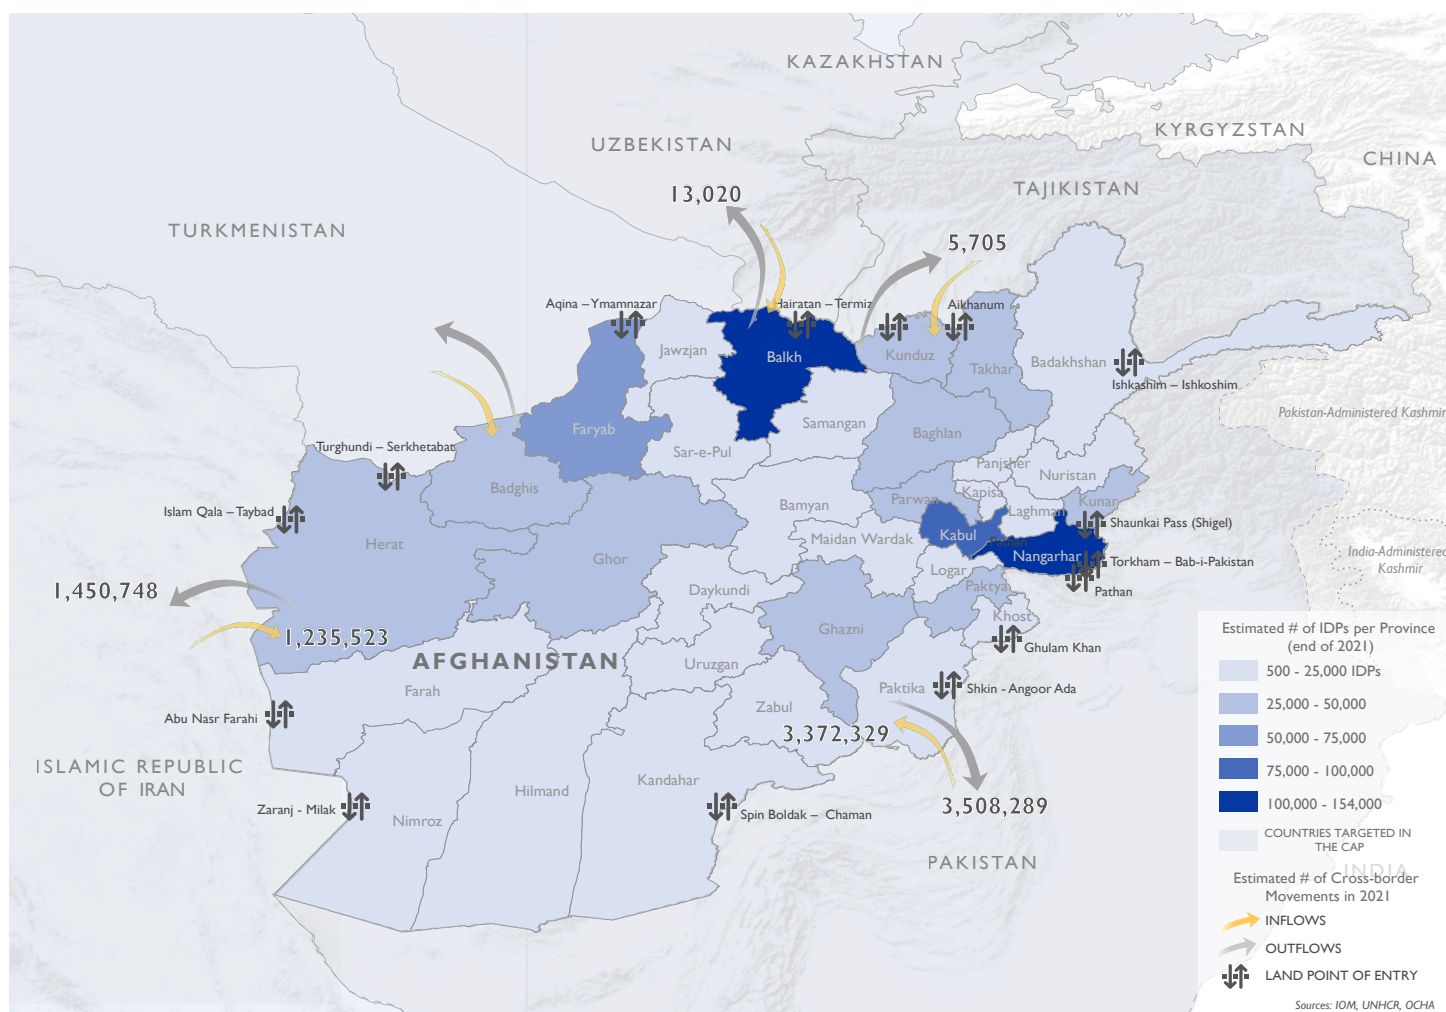 KAZAKHSTAN
KYRGYZSTAN
UZBEKISTAN
CHINA
TAJIKISTAN
13,020
TURKMENISTAN
5,705
Aqina – Ymamnazar
Hairatan – Termiz
Aikhanum
Jawzjan
Balkh
Kunduz
Takhar
Badakhshan
Ishkashim – Ishkoshim
Pakistan-Administered Kashmir
Faryab
Samangan
Baghlan
Turghundi – Serkhetabat
Sar-e-Pul
Panjsher
Nuristan
Badghis
Kapisa
Parwan
Kunar
Bamyan
Laghman
Islam Qala – Taybad
Shaunkai Pass (Shigel)
Herat
Maidan Wardak
Kabul
Pathan
Nangarhar
India-Administered
Kashmir
Ghor
Torkham – Bab-i-Pakistan
Logar
1,450,748
Daykundi
Paktya
Pathan
Khost
Ghazni
1,235,523
Ghulam Khan
AFGHANISTAN
Uruzgan
Farah
Paktika
Shkin - Angoor Ada
Zabul
Abu Nasr Farahi
3,372,329
ISLAMIC REPUBLIC
OF IRAN
Kandahar
Hilmand
3,508,289
Zaranj - Milak
Spin Boldak – Chaman
Nimroz
PAKISTAN
INDIA
Estimated # of IDPs per Province
(end of 2021)
500 - 25,000 IDPs
25,000 - 50,000
50,000 - 75,000
75,000 - 100,000
100,000 - 154,000
COUNTRIES TARGETED IN
THE CAP
Estimated # of Cross-border
Movements in 2021
INFLOWS
OUTFLOWS
LAND POINT OF ENTRY
Sources: IOM, UNHCR, OCHA